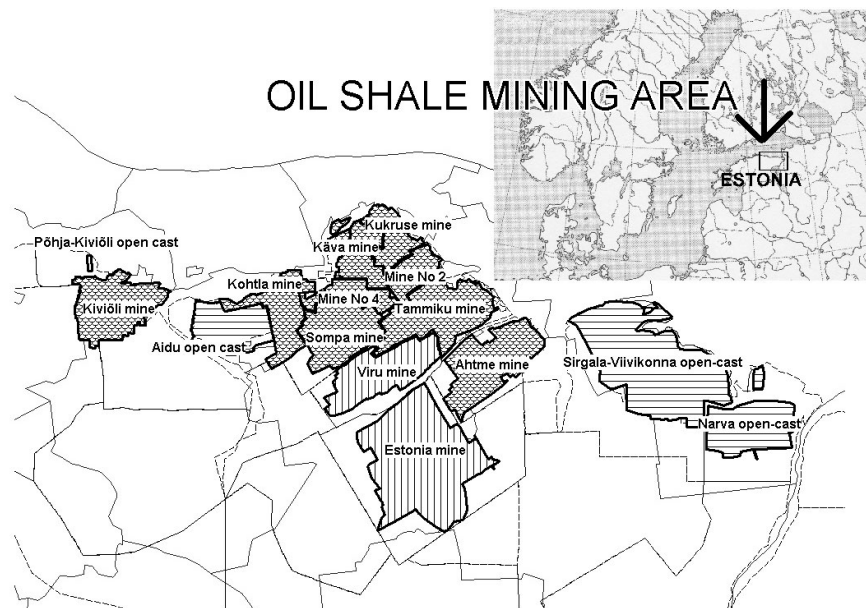 OIL SHALE MINING AREA
ESTONIA
Põhja-Kiviõli open cast
Kukruse mine
Käva mine
Mine No 2
Kohtla mine
Mine No 4
Kiviõli mine
Tammiku mine
Aidu open cast
Sompa mine
Viru mine
Ahtme mine
Sirgala-Viivikonna open-cast
Narva open-cast
Estonia mine